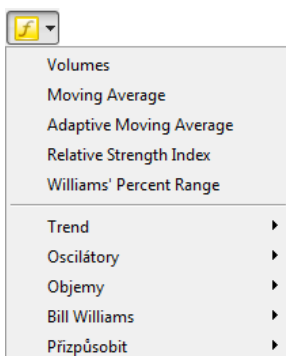 f
Volumes
Moving Average
Adaptive Moving Average
Relative Strength Index
Williams' Percent Range
Trend
Oscilátory
Objemy
Bill Williams
Přizpůsobit